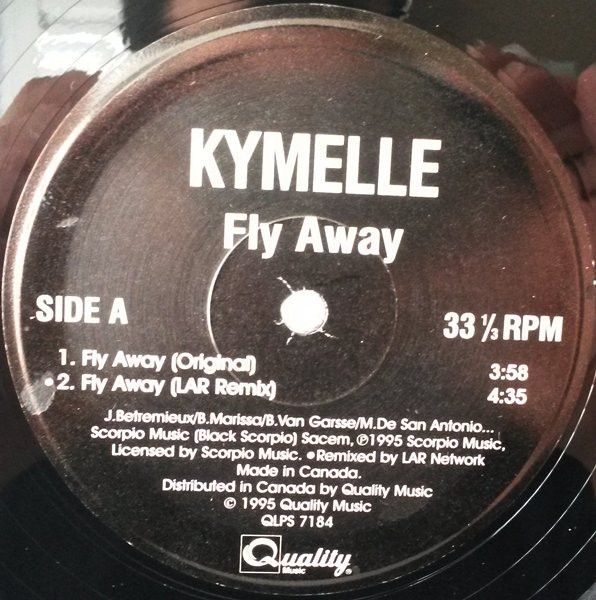 KYMELLE
Fly Away
SIDE A
33 ⅓ RPM
1. Fly Away (Original) 3:58
•2. Fly Away (LAR Remix) 4:35
J.Betremieux/B.Marissa/B.Van Garsse/M.De San Antonio...
Scorpio Music (Black Scorpio) Sacem, ℗1995 Scorpio Music,
Licensed by Scorpio Music. •Remixed by LAR Network
Made in Canada.
Distributed in Canada by Quality Music
© 1995 Quality Music
QLPS 7184
Quality
Music ®